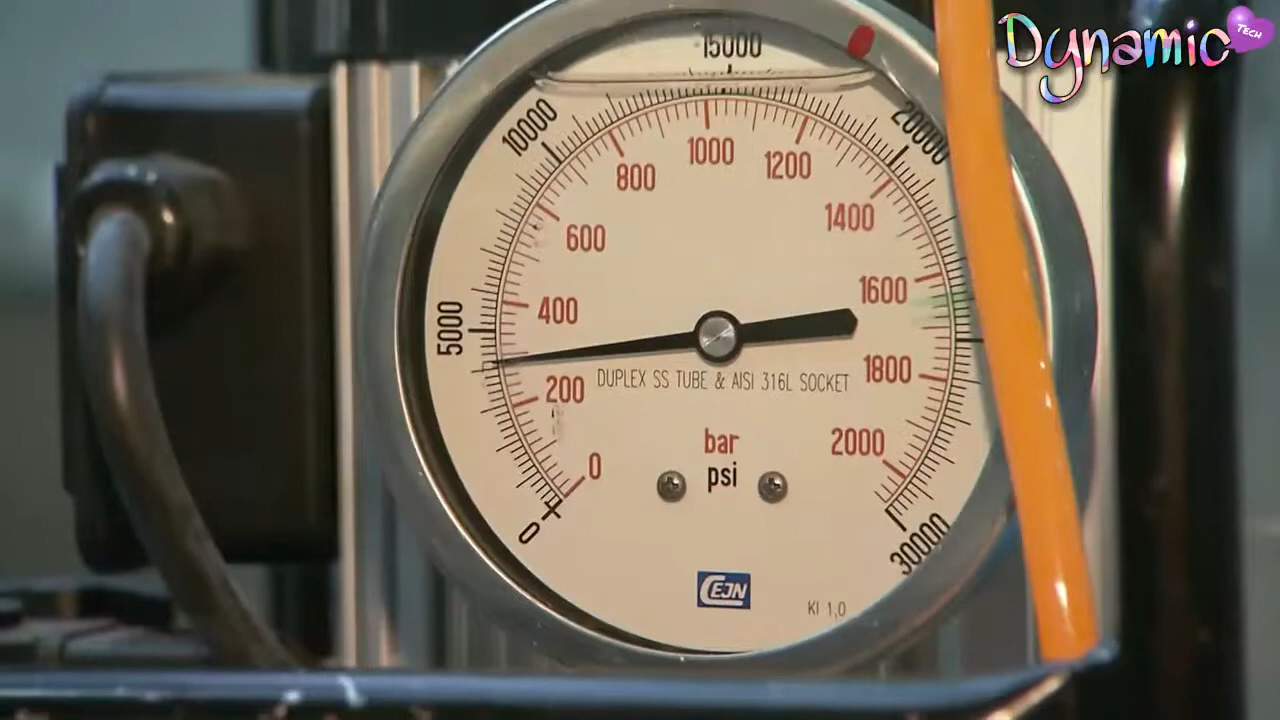 Dynamic
TECH
15000
10000
20000
1000
800
1200
600
1400
400
1600
5000
200
1800
DUPLEX SS TUBE & AISI 316L SOCKET
0
bar
2000
psi
0
30000
CEJN
KI 1,0